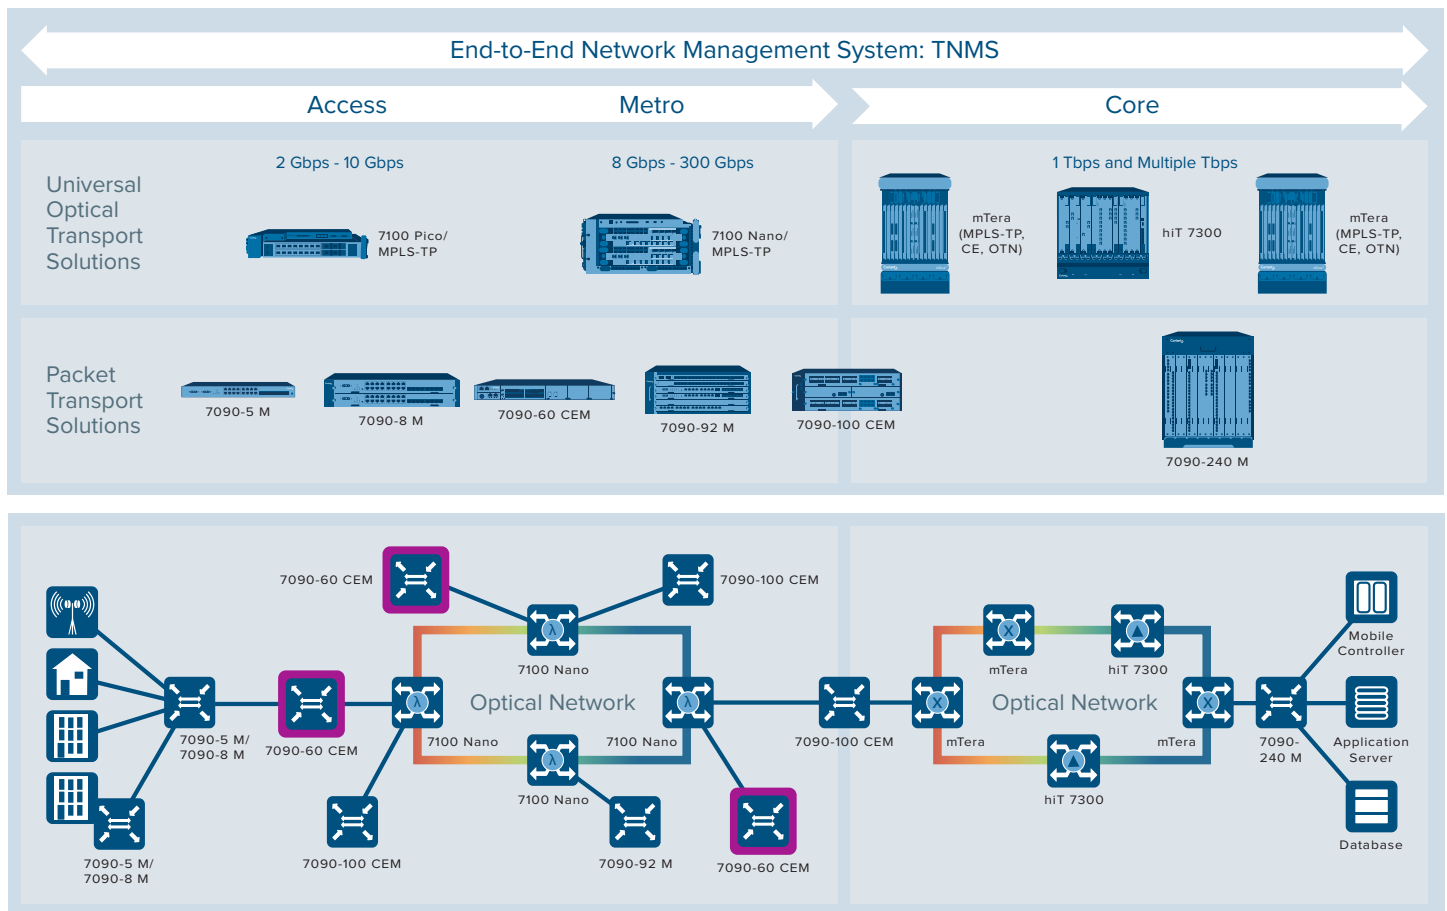 End-to-End Network Management System: TNMS
Access
Metro
Core
Universal
Optical
Transport
Solutions
2 Gbps - 10 Gbps
7100 Pico/
MPLS-TP
8 Gbps - 300 Gbps
7100 Nano/
MPLS-TP
1 Tbps and Multiple Tbps
mTera
(MPLS-TP,
CE, OTN)
hiT 7300
mTera
(MPLS-TP,
CE, OTN)
Packet
Transport
Solutions
7090-5 M
7090-8 M
7090-60 CEM
7090-92 M
7090-100 CEM
7090-240 M
7090-60 CEM
7090-100 CEM
λ
7100 Nano
7090-5 M/
7090-8 M
7090-60 CEM
λ
7100 Nano
Optical Network
λ
7100 Nano
λ
7100 Nano
7090-5 M/
7090-8 M
7090-100 CEM
7090-92 M
7090-60 CEM
7090-100 CEM
X
mTera
X
mTera
hiT 7300
Optical Network
X
mTera
hiT 7300
7090-
240 M
Mobile
Controller
Application
Server
Database